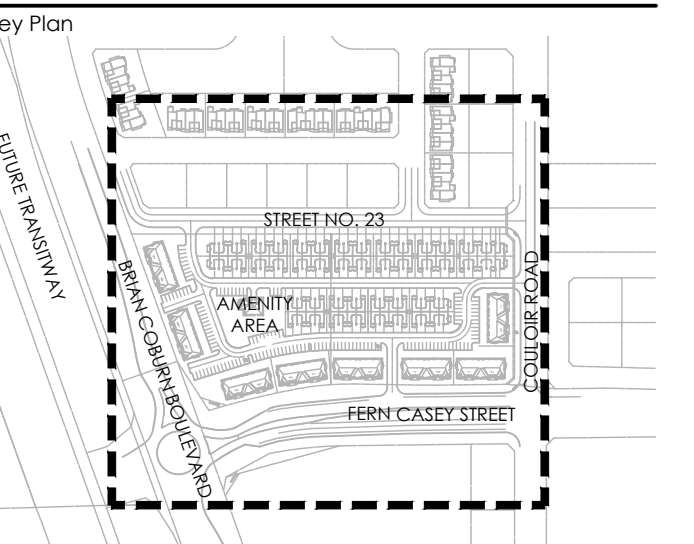 ey Plan
FUTURE TRANSITWAY
STREET NO. 23
BRIAN COBURN BOULEVARD
AMENITY
AREA
COULOIR ROAD
FERN CASEY STREET